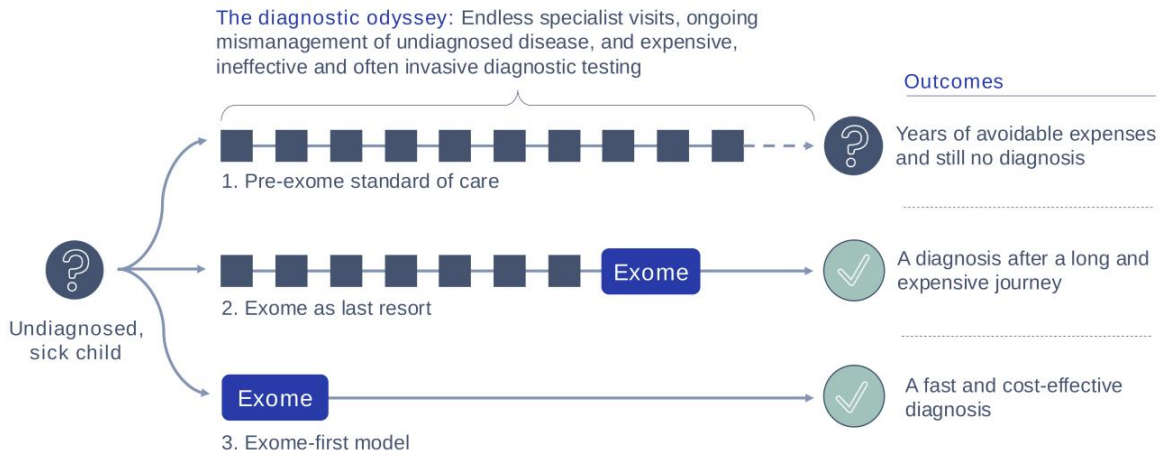 The diagnostic odyssey: Endless specialist visits, ongoing
mismanagement of undiagnosed disease, and expensive,
ineffective and often invasive diagnostic testing
Outcomes
Years of avoidable expenses
and still no diagnosis
1. Pre-exome standard of care
Undiagnosed,
sick child
Exome
2. Exome as last resort
A diagnosis after a long and
expensive journey
Exome
3. Exome-first model
A fast and cost-effective
diagnosis